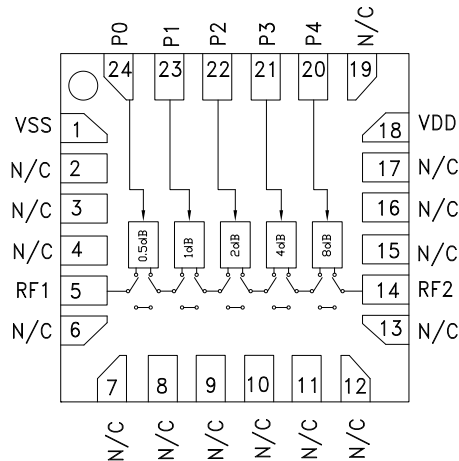 P0 P1 P2 P3 P4 N/C
24 23 22 21 20 19
VSS 1 18 VDD
N/C 2 17 N/C
N/C 3 16 N/C
N/C 4 15 N/C
0.5dB 1dB 2dB 4dB 8dB
RF1 5 14 RF2
N/C 6 13 N/C
7 8 9 10 11 12
N/C N/C N/C N/C N/C N/C